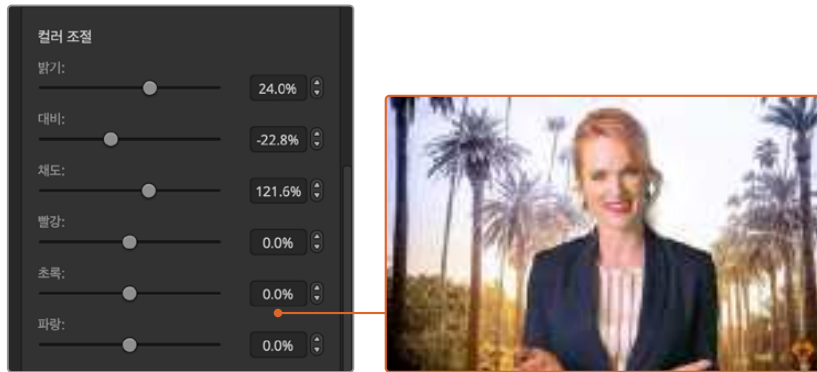 컬러 조절
밝기:
24.0%
대비:
-22.8%
채도:
121.6%
빨강:
0.0%
초록:
0.0%
파랑:
0.0%